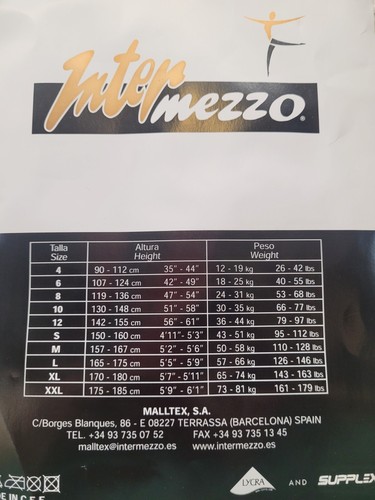 Inter
mezzo®
Talla Altura Peso
Size Height Weight
4 90 - 112 cm 35" - 44" 12 - 19 kg 26 - 42 lbs
6 107 - 124 cm 42" - 49" 18 - 25 kg 40 - 55 lbs
8 119 - 136 cm 47" - 54" 24 - 31 kg 53 - 68 lbs
10 130 - 148 cm 51" - 58" 30 - 35 kg 66 - 77 lbs
12 142 - 155 cm 56" - 61" 36 - 44 kg 79 - 97 lbs
S 150 - 160 cm 4'11"- 5'3" 43 - 51 kg 95 - 112 lbs
M 157 - 167 cm 5'2" - 5'6" 50 - 58 kg 110 - 128 lbs
L 165 - 175 cm 5'5" - 5'9" 57 - 66 kg 126 - 146 lbs
XL 170 - 180 cm 5'7" - 5'11" 65 - 74 kg 143 - 163 lbs
XXL 175 - 185 cm 5'9" - 6'1" 73 - 81 kg 161 - 179 lbs
MALLTEX, S.A.
C/Borges Blanques, 86 - E 08227 TERRASSA (BARCELONA) SPAIN
TEL. +34 93 735 07 52 FAX +34 93 735 13 45
malltex@intermezzo.es www.intermezzo.es
LYCRA AND SUPPLEX
DE IN C.E.E.